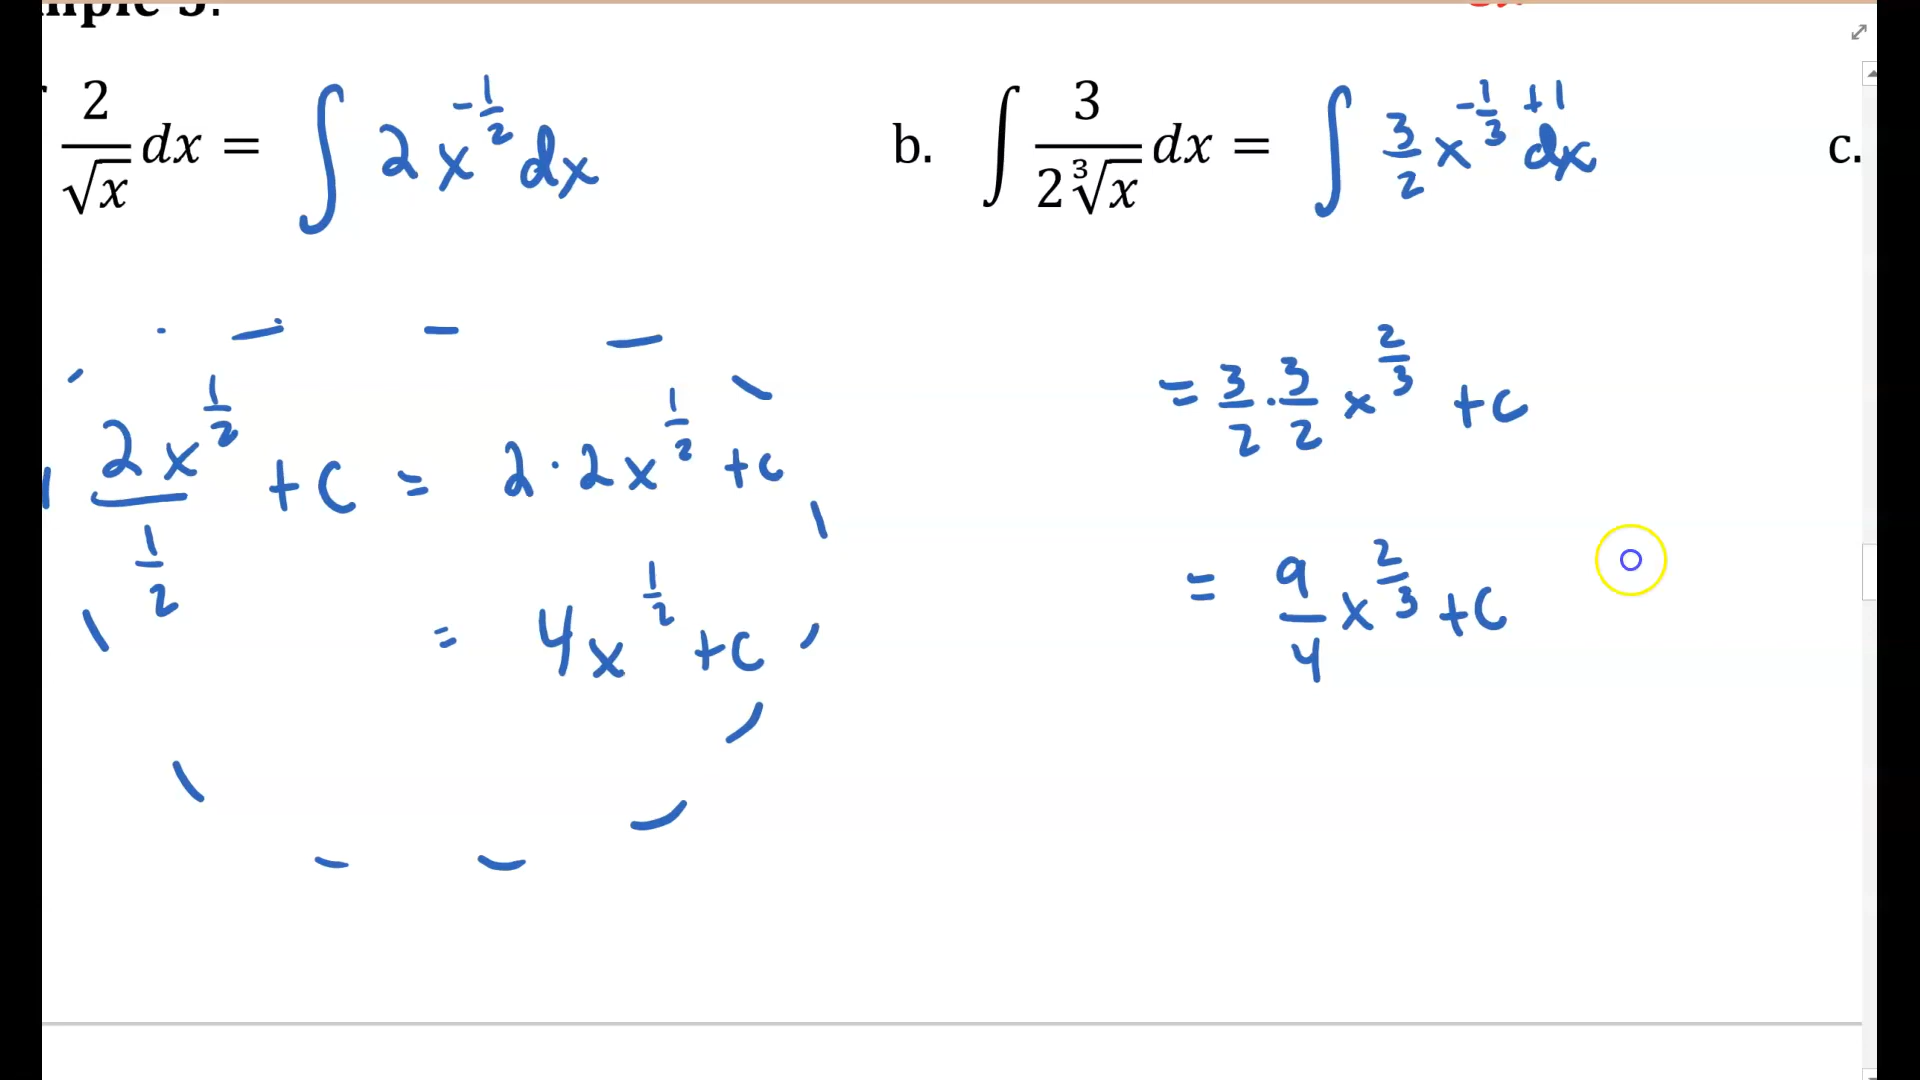 2/√x dx = ∫ 2x^(-1/2) dx
2x^(1/2)/(1/2) + C = 2·2x^(1/2) + C
= 4x^(1/2) + C
b. ∫ 3/(2∛x) dx = ∫ 3/2 x^(-1/3 +1) dx
= 3/2 · 3/2 x^(2/3) + C
= 9/4 x^(2/3) + C
c.